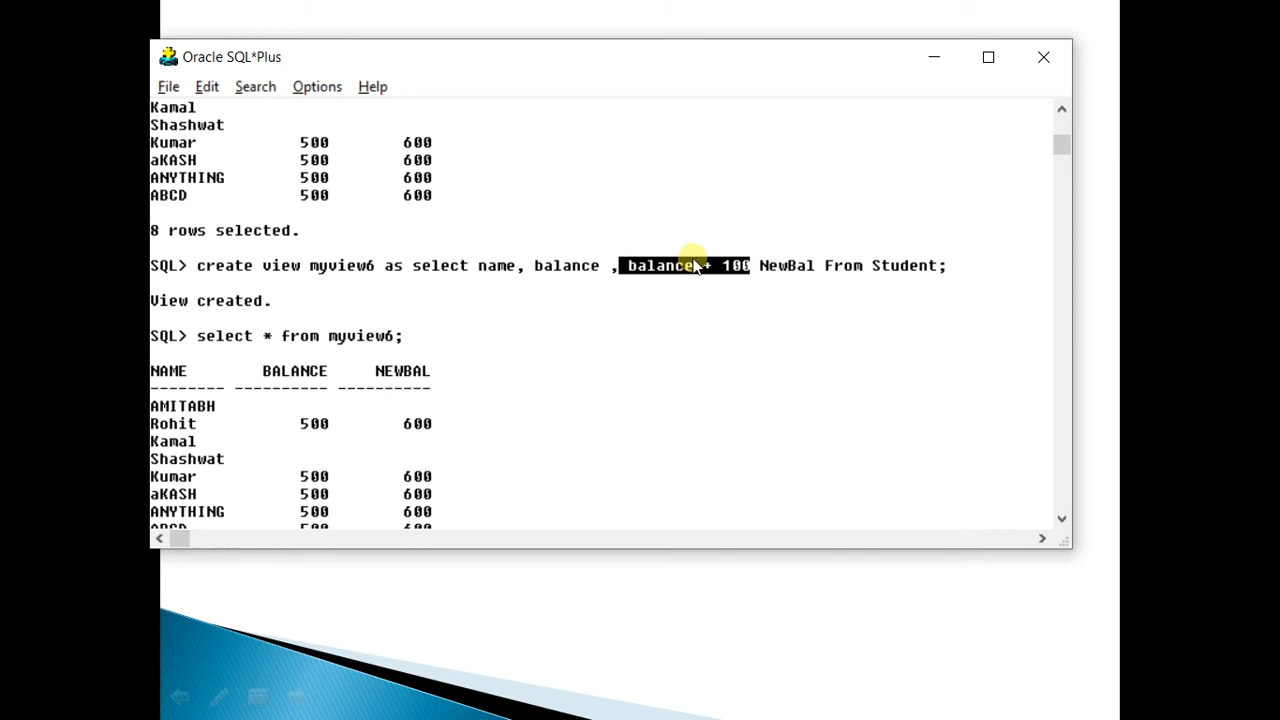 Oracle SQL*Plus
File Edit Search Options Help
Kamal
Shashwat
Kumar 500 600
aKASH 500 600
ANYTHING 500 600
ABCD 500 600
8 rows selected.
SQL> create view myview6 as select name, balance , balance + 100 NewBal From Student;
View created.
SQL> select * from myview6;
NAME BALANCE NEWBAL
-------- ---------- ----------
AMITABH
Rohit 500 600
Kamal
Shashwat
Kumar 500 600
aKASH 500 600
ANYTHING 500 600
ABCD 500 600